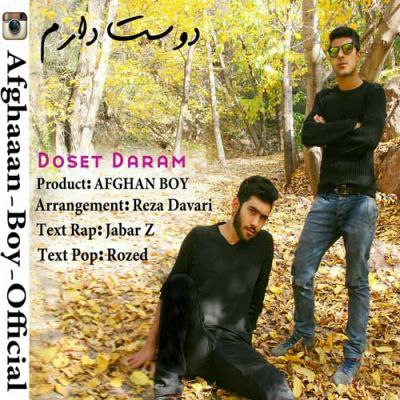 دوست دارم
Doset Daram
Product: AFGHAN BOY
Arrangement: Reza Davari
Text Rap: Jabar Z
Text Pop: Rozed
Afghaaan-Boy-Official